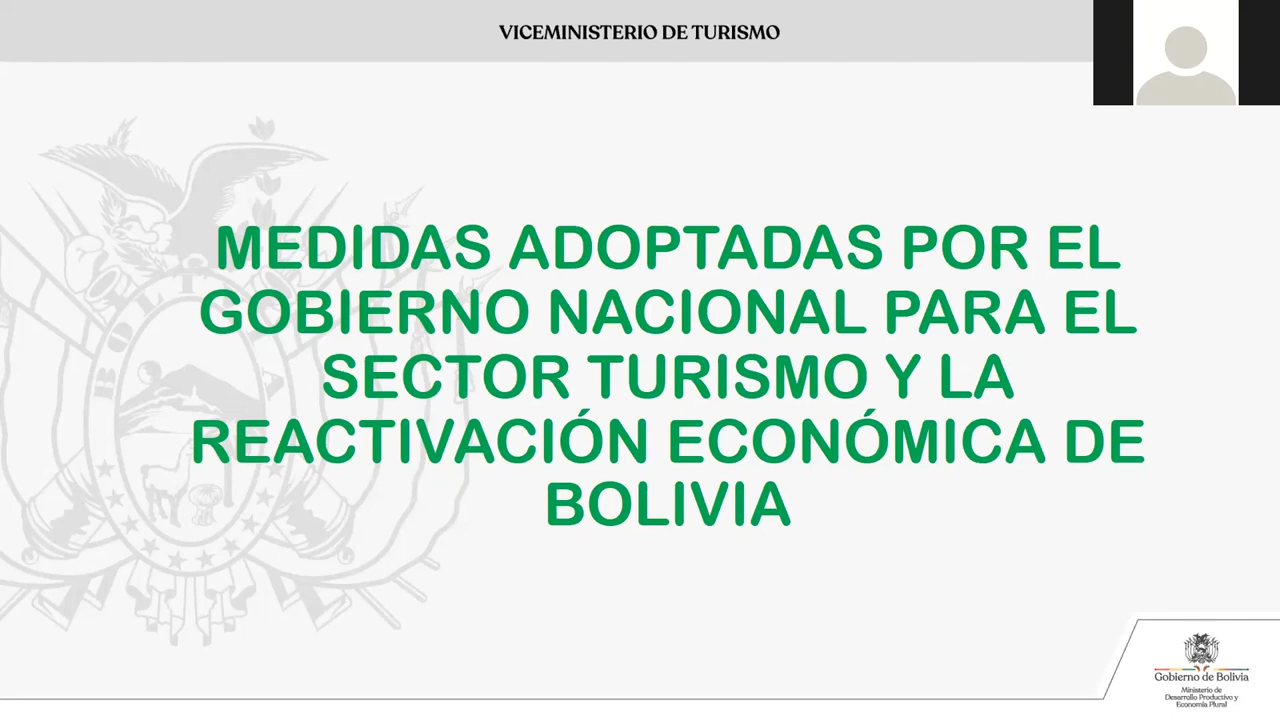 VICEMINISTERIO DE TURISMO
MEDIDAS ADOPTADAS POR EL
GOBIERNO NACIONAL PARA EL
SECTOR TURISMO Y LA
REACTIVACIÓN ECONÓMICA DE
BOLIVIA
Gobierno de Bolivia
Ministerio de
Desarrollo Productivo y
Economía Plural